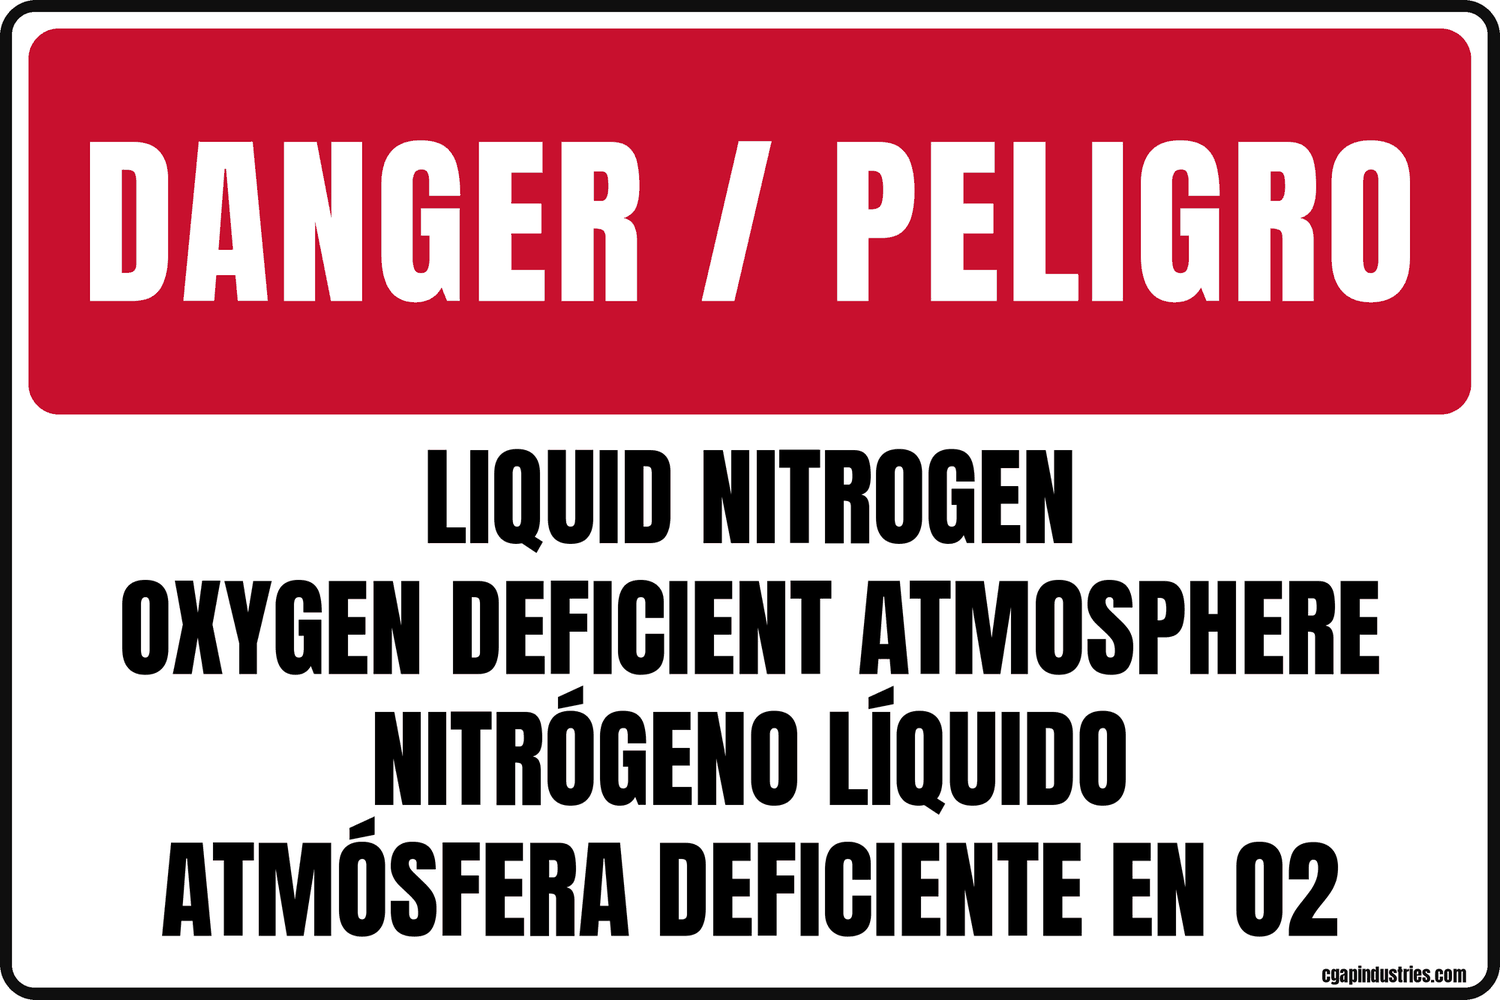 DANGER / PELIGRO
LIQUID NITROGEN
OXYGEN DEFICIENT ATMOSPHERE
NITRÓGENO LÍQUIDO
ATMÓSFERA DEFICIENTE EN O2
cgapindustries.com